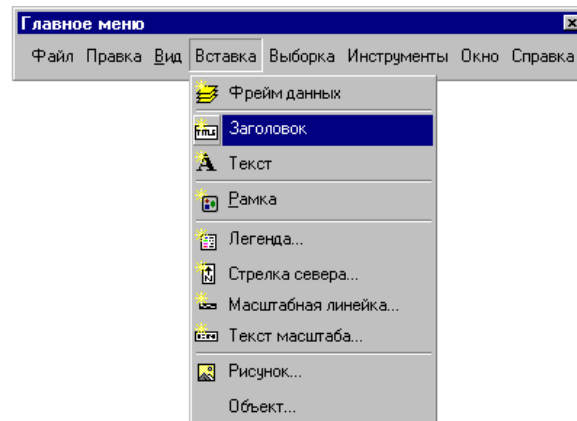 Главное меню
Файл Правка Вид Вставка Выборка Инструменты Окно Справка
Фрейм данных
TITLE Заголовок
A Текст
Рамка
Легенда...
N Стрелка севера...
Масштабная линейка...
Текст масштаба...
Рисунок...
Объект...